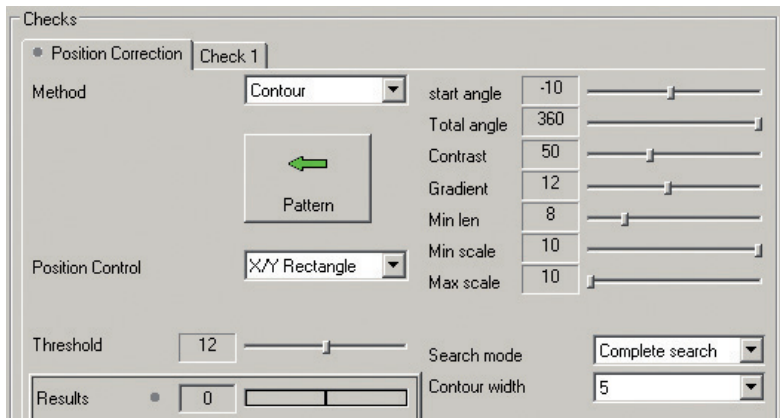 Checks
Position Correction Check 1
Method Contour
Pattern
Position Control X/Y Rectangle
Threshold 12
Results 0
start angle -10
Total angle 360
Contrast 50
Gradient 12
Min len 8
Min scale 10
Max scale 10
Search mode Complete search
Contour width 5